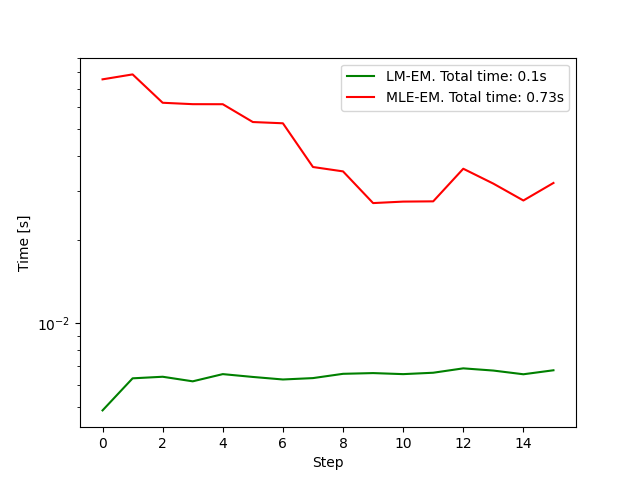 LM-EM. Total time: 0.1s
MLE-EM. Total time: 0.73s
Time [s]
10⁻²
0 2 4 6 8 10 12 14
Step